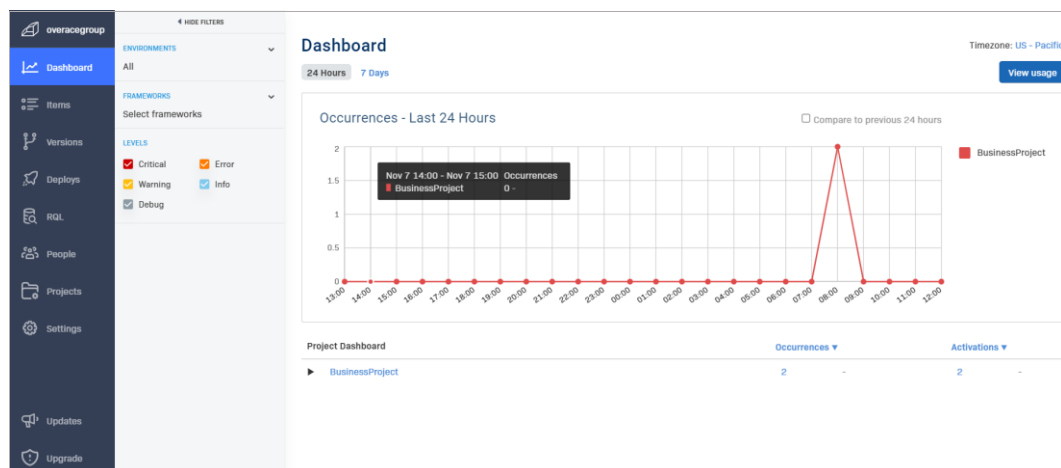 overacegroup
Dashboard
Items
Versions
Deploys
RQL
People
Projects
Settings
Updates
Upgrade
HIDE FILTERS
ENVIRONMENTS
All
FRAMEWORKS
Select frameworks
LEVELS
Critical
Error
Warning
Info
Debug
Dashboard
Timezone: US - Pacific
24 Hours 7 Days
View usage
Occurrences - Last 24 Hours
Compare to previous 24 hours
BusinessProject
2
1.5
1
0.5
0
Nov 7 14:00 - Nov 7 15:00 Occurrences
BusinessProject 0 -
13:00 14:00 15:00 16:00 17:00 18:00 19:00 20:00 21:00 22:00 23:00 00:00 01:00 02:00 03:00 04:00 05:00 06:00 07:00 08:00 09:00 10:00 11:00 12:00
Project Dashboard Occurrences ▼ Activations ▼
BusinessProject 2 - 2 -